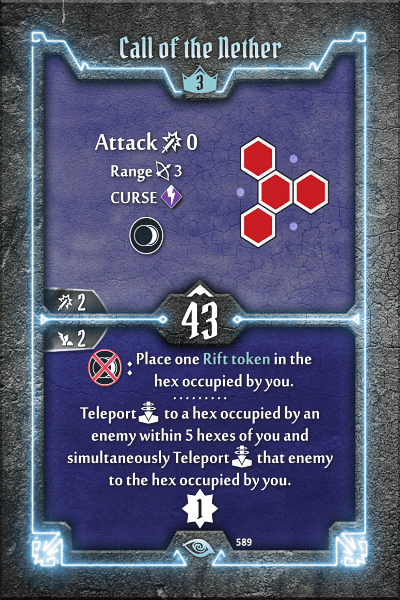 Call of the Nether
3
Attack 0
Range 3
CURSE
2
43
2
: Place one Rift token in the
hex occupied by you.
Teleport to a hex occupied by an
enemy within 5 hexes of you and
simultaneously Teleport that enemy
to the hex occupied by you.
1
589